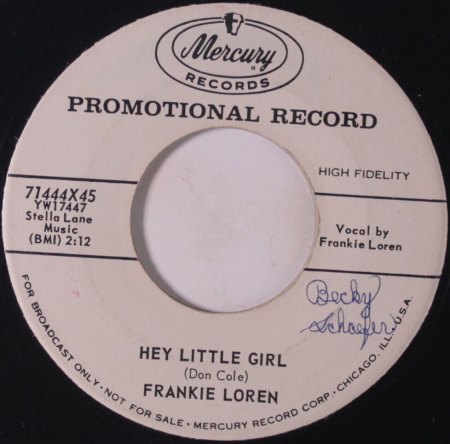 Mercury
RECORDS
PROMOTIONAL RECORD
HIGH FIDELITY
71444X45
YW17447
Stella Lane
Music
(BMI) 2:12
Vocal by
Frankie Loren
Becky
Schaefer
HEY LITTLE GIRL
(Don Cole)
FRANKIE LOREN
FOR BROADCAST ONLY • NOT FOR SALE • MERCURY RECORD CORP. • CHICAGO, ILL. U.S.A.